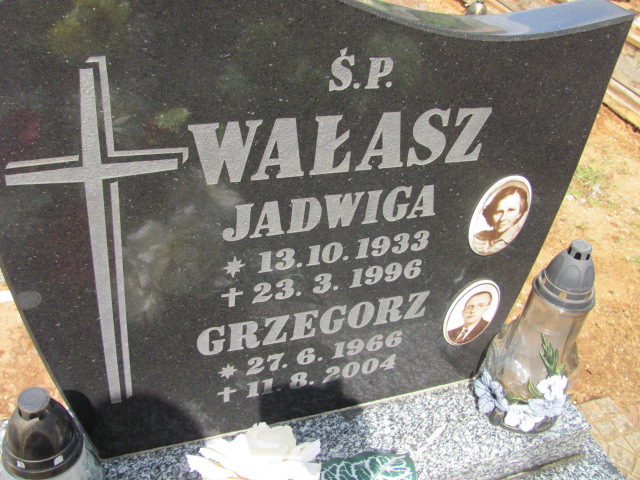 Ś.P.
WAŁASZ
JADWIGA
* 13.10.1933
+ 23.3.1996
GRZEGORZ
* 27.6.1966
+ 11.8.2004